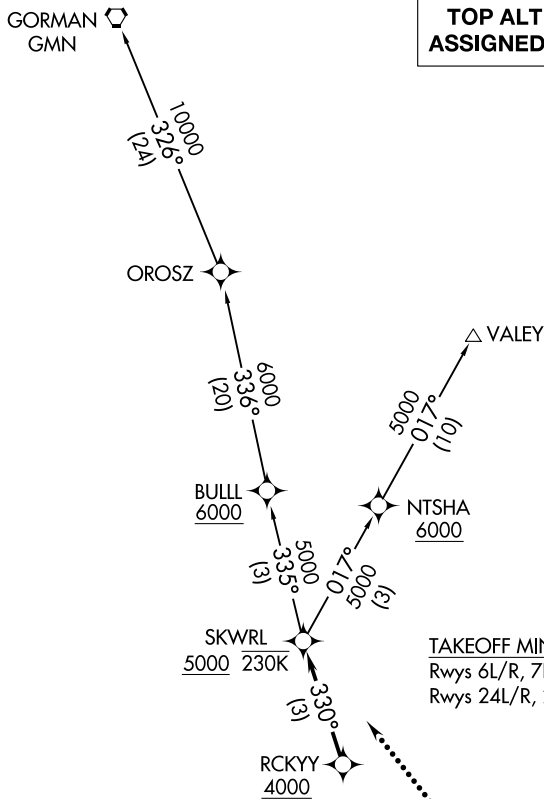 GORMAN
GMN
TOP ALT
ASSIGNED
10000
326°
(24)
OROSZ
VALEY
6000
336°
(20)
5000
017°
(10)
BULLL
6000
NTSHA
6000
5000
335°
(3)
017°
5000
(3)
SKWRL
5000 230K
TAKEOFF MIN
Rwys 6L/R, 7
Rwys 24L/R,
330°
(3)
RCKYY
4000